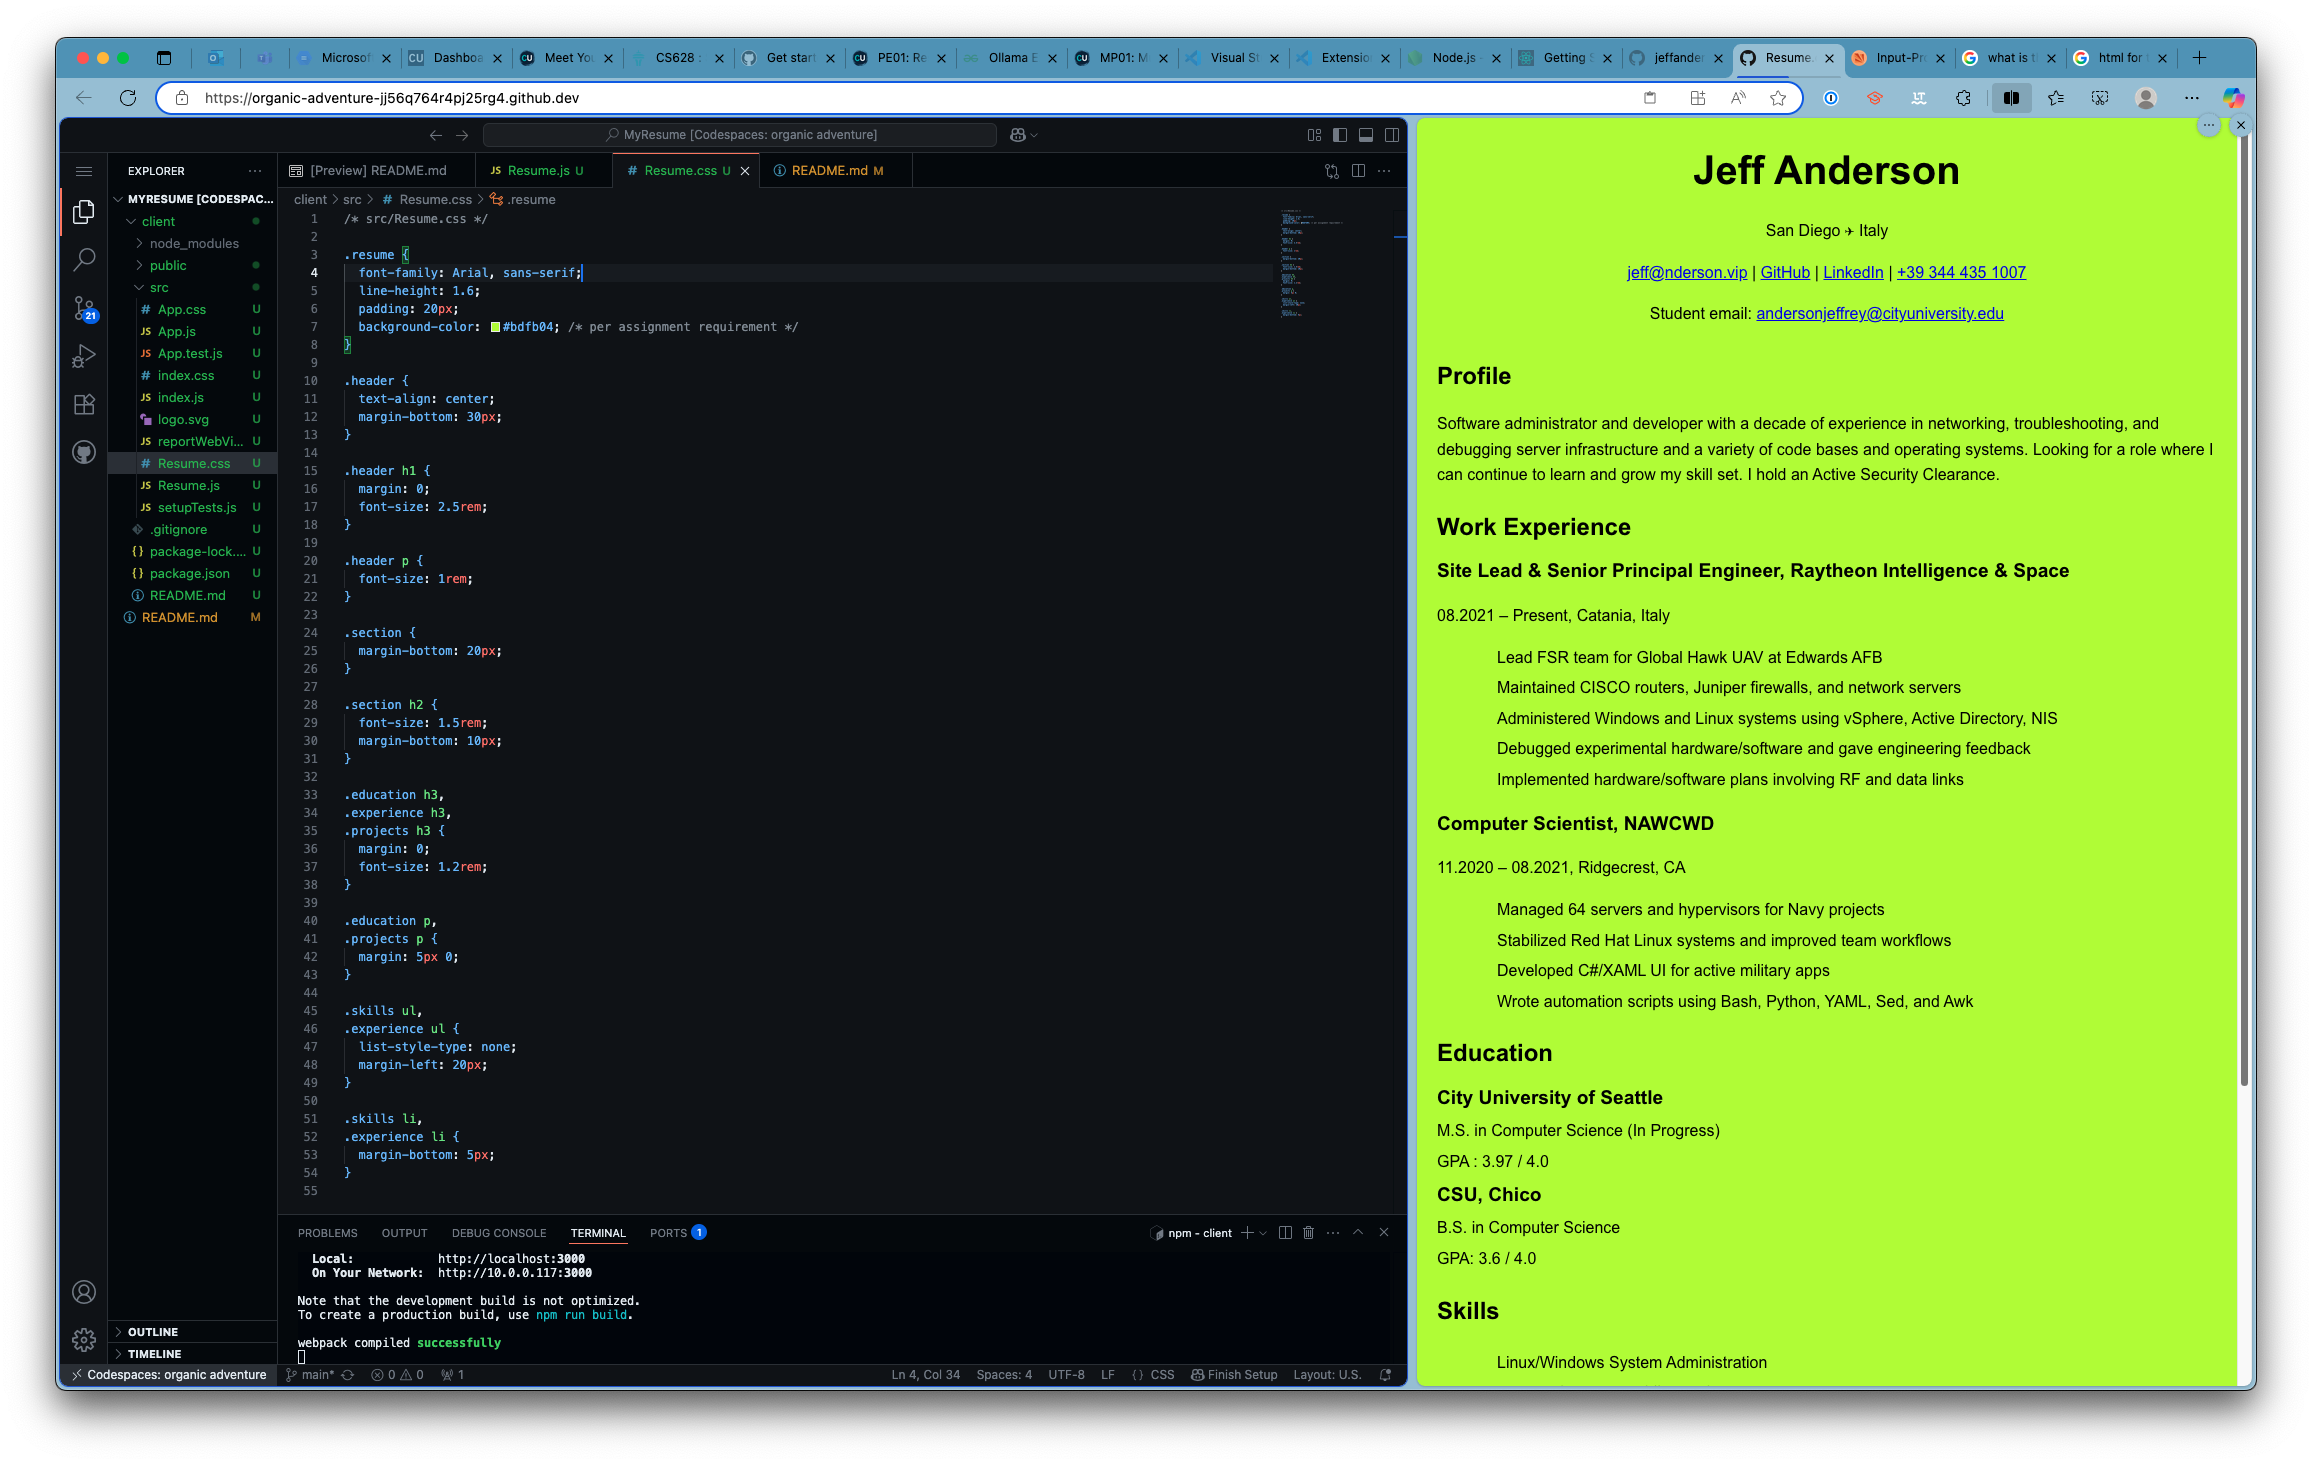 Microsof
Dashboa
Meet You
CS628 :
Get start
PE01: Re
Ollama E
MP01: M
Visual St
Extensio
Node.js
Getting S
jeffander
Resume.
Input-Pro
what is t
html for
https://organic-adventure-jj56q764r4pj25rg4.github.dev
MyResume [Codespaces: organic adventure]
EXPLORER
MYRESUME [CODESPAC...
client
node_modules
public
src
# App.css U
JS App.js U
JS App.test.js U
# index.css U
JS index.js U
logo.svg U
JS reportWebVi... U
# Resume.css U
JS Resume.js U
JS setupTests.js U
.gitignore U
{} package-lock.... U
{} package.json U
README.md U
README.md M
21
OUTLINE
TIMELINE
[Preview] README.md
JS Resume.js U
# Resume.css U
README.md M
client > src > # Resume.css > .resume
1 /* src/Resume.css */
2
3 .resume {
4 font-family: Arial, sans-serif;
5 line-height: 1.6;
6 padding: 20px;
7 background-color: #bdfb04; /* per assignment requirement */
8 }
9
10 .header {
11 text-align: center;
12 margin-bottom: 30px;
13 }
14
15 .header h1 {
16 margin: 0;
17 font-size: 2.5rem;
18 }
19
20 .header p {
21 font-size: 1rem;
22 }
23
24 .section {
25 margin-bottom: 20px;
26 }
27
28 .section h2 {
29 font-size: 1.5rem;
30 margin-bottom: 10px;
31 }
32
33 .education h3,
34 .experience h3,
35 .projects h3 {
36 margin: 0;
37 font-size: 1.2rem;
38 }
39
40 .education p,
41 .projects p {
42 margin: 5px 0;
43 }
44
45 .skills ul,
46 .experience ul {
47 list-style-type: none;
48 margin-left: 20px;
49 }
50
51 .skills li,
52 .experience li {
53 margin-bottom: 5px;
54 }
55
PROBLEMS OUTPUT DEBUG CONSOLE TERMINAL PORTS 1
npm - client
Local: http://localhost:3000
On Your Network: http://10.0.0.117:3000
Note that the development build is not optimized.
To create a production build, use npm run build.
webpack compiled successfully
Codespaces: organic adventure main* 0 0 1
Ln 4, Col 34 Spaces: 4 UTF-8 LF {} CSS Finish Setup Layout: U.S.
Jeff Anderson
San Diego ✈ Italy
jeff@nderson.vip | GitHub | LinkedIn | +39 344 435 1007
Student email: andersonjeffrey@cityuniversity.edu
Profile
Software administrator and developer with a decade of experience in networking, troubleshooting, and
debugging server infrastructure and a variety of code bases and operating systems. Looking for a role where I
can continue to learn and grow my skill set. I hold an Active Security Clearance.
Work Experience
Site Lead & Senior Principal Engineer, Raytheon Intelligence & Space
08.2021 – Present, Catania, Italy
Lead FSR team for Global Hawk UAV at Edwards AFB
Maintained CISCO routers, Juniper firewalls, and network servers
Administered Windows and Linux systems using vSphere, Active Directory, NIS
Debugged experimental hardware/software and gave engineering feedback
Implemented hardware/software plans involving RF and data links
Computer Scientist, NAWCWD
11.2020 – 08.2021, Ridgecrest, CA
Managed 64 servers and hypervisors for Navy projects
Stabilized Red Hat Linux systems and improved team workflows
Developed C#/XAML UI for active military apps
Wrote automation scripts using Bash, Python, YAML, Sed, and Awk
Education
City University of Seattle
M.S. in Computer Science (In Progress)
GPA : 3.97 / 4.0
CSU, Chico
B.S. in Computer Science
GPA: 3.6 / 4.0
Skills
Linux/Windows System Administration